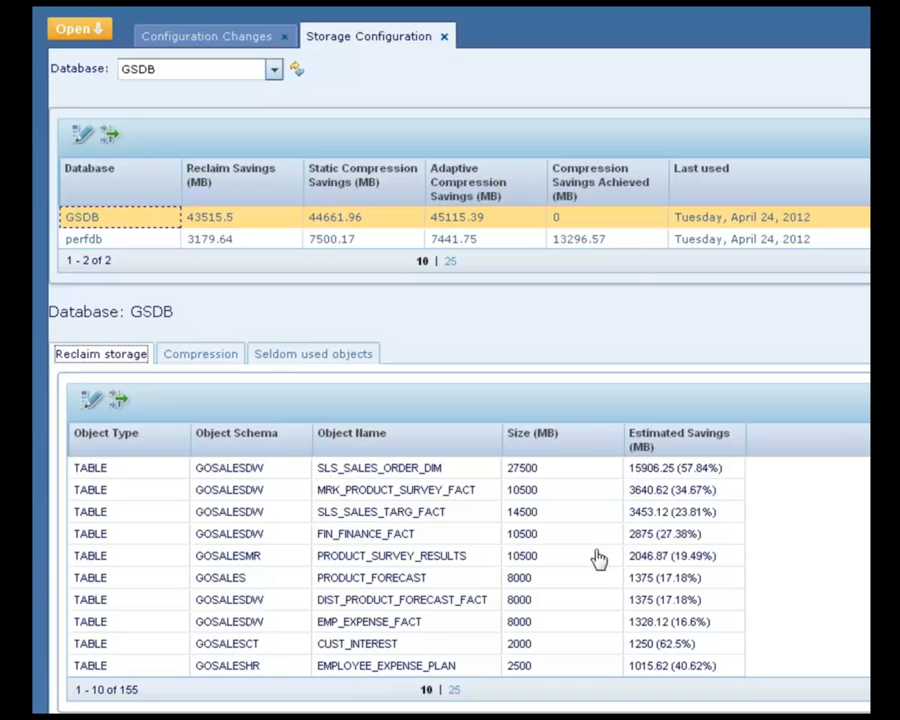 Open
Configuration Changes ×
Storage Configuration ×
Database: GSDB
Database Reclaim Savings (MB) Static Compression Savings (MB) Adaptive Compression Savings (MB) Compression Savings Achieved (MB) Last used
GSDB 43515.5 44661.96 45115.39 0 Tuesday, April 24, 2012
perfdb 3179.64 7500.17 7441.75 13296.57 Tuesday, April 24, 2012
1 - 2 of 2 10 | 25
Database: GSDB
Reclaim storage Compression Seldom used objects
Object Type Object Schema Object Name Size (MB) Estimated Savings (MB)
TABLE GOSALESDW SLS_SALES_ORDER_DIM 27500 15906.25 (57.84%)
TABLE GOSALESDW MRK_PRODUCT_SURVEY_FACT 10500 3640.62 (34.67%)
TABLE GOSALESDW SLS_SALES_TARG_FACT 14500 3453.12 (23.81%)
TABLE GOSALESDW FIN_FINANCE_FACT 10500 2875 (27.38%)
TABLE GOSALESMR PRODUCT_SURVEY_RESULTS 10500 2046.87 (19.49%)
TABLE GOSALES PRODUCT_FORECAST 8000 1375 (17.18%)
TABLE GOSALESDW DIST_PRODUCT_FORECAST_FACT 8000 1375 (17.18%)
TABLE GOSALESDW EMP_EXPENSE_FACT 8000 1328.12 (16.6%)
TABLE GOSALESCT CUST_INTEREST 2000 1250 (62.5%)
TABLE GOSALESHR EMPLOYEE_EXPENSE_PLAN 2500 1015.62 (40.62%)
1 - 10 of 155 10 | 25